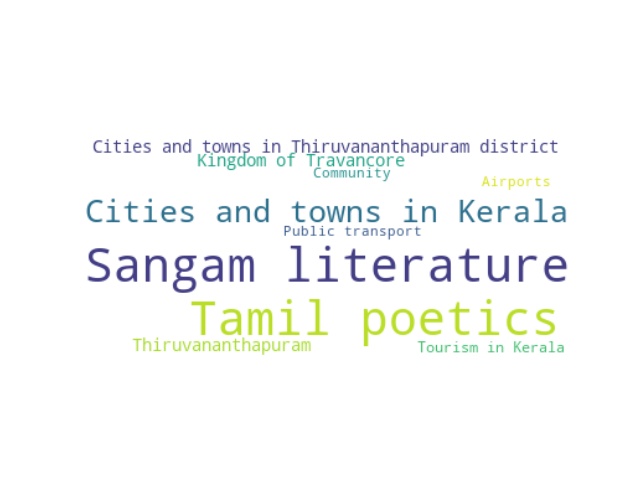 Cities and towns in Thiruvananthapuram district
Kingdom of Travancore
Community
Airports
Cities and towns in Kerala
Public transport
Sangam literature
Tamil poetics
Thiruvananthapuram
Tourism in Kerala